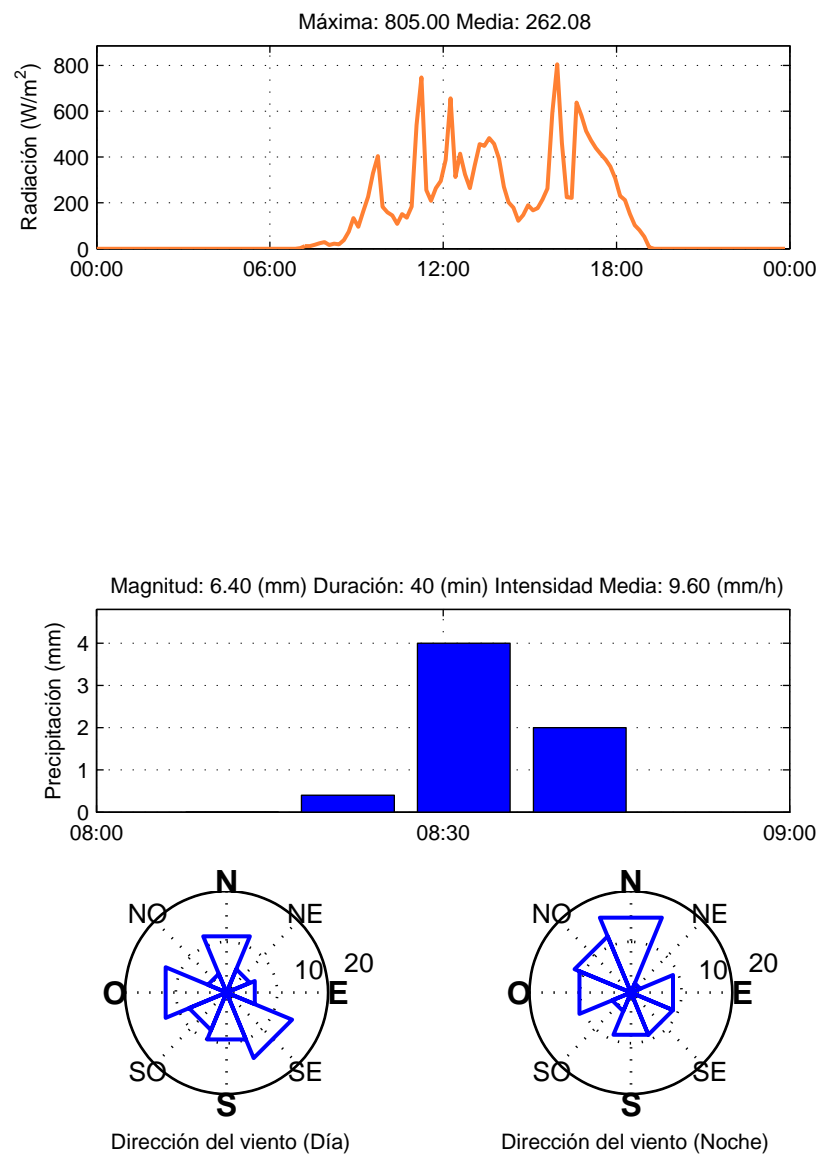 Máxima: 805.00 Media: 262.08
Radiación (W/m²)
800
600
400
200
0
00:00 06:00 12:00 18:00 00:00
Magnitud: 6.40 (mm) Duración: 40 (min) Intensidad Media: 9.60 (mm/h)
Precipitación (mm)
4
3
2
1
0
08:00 08:30 09:00
N
NO NE
10 20
O E
SO SE
S
Dirección del viento (Día)
N
NO NE
10 20
O E
SO SE
S
Dirección del viento (Noche)